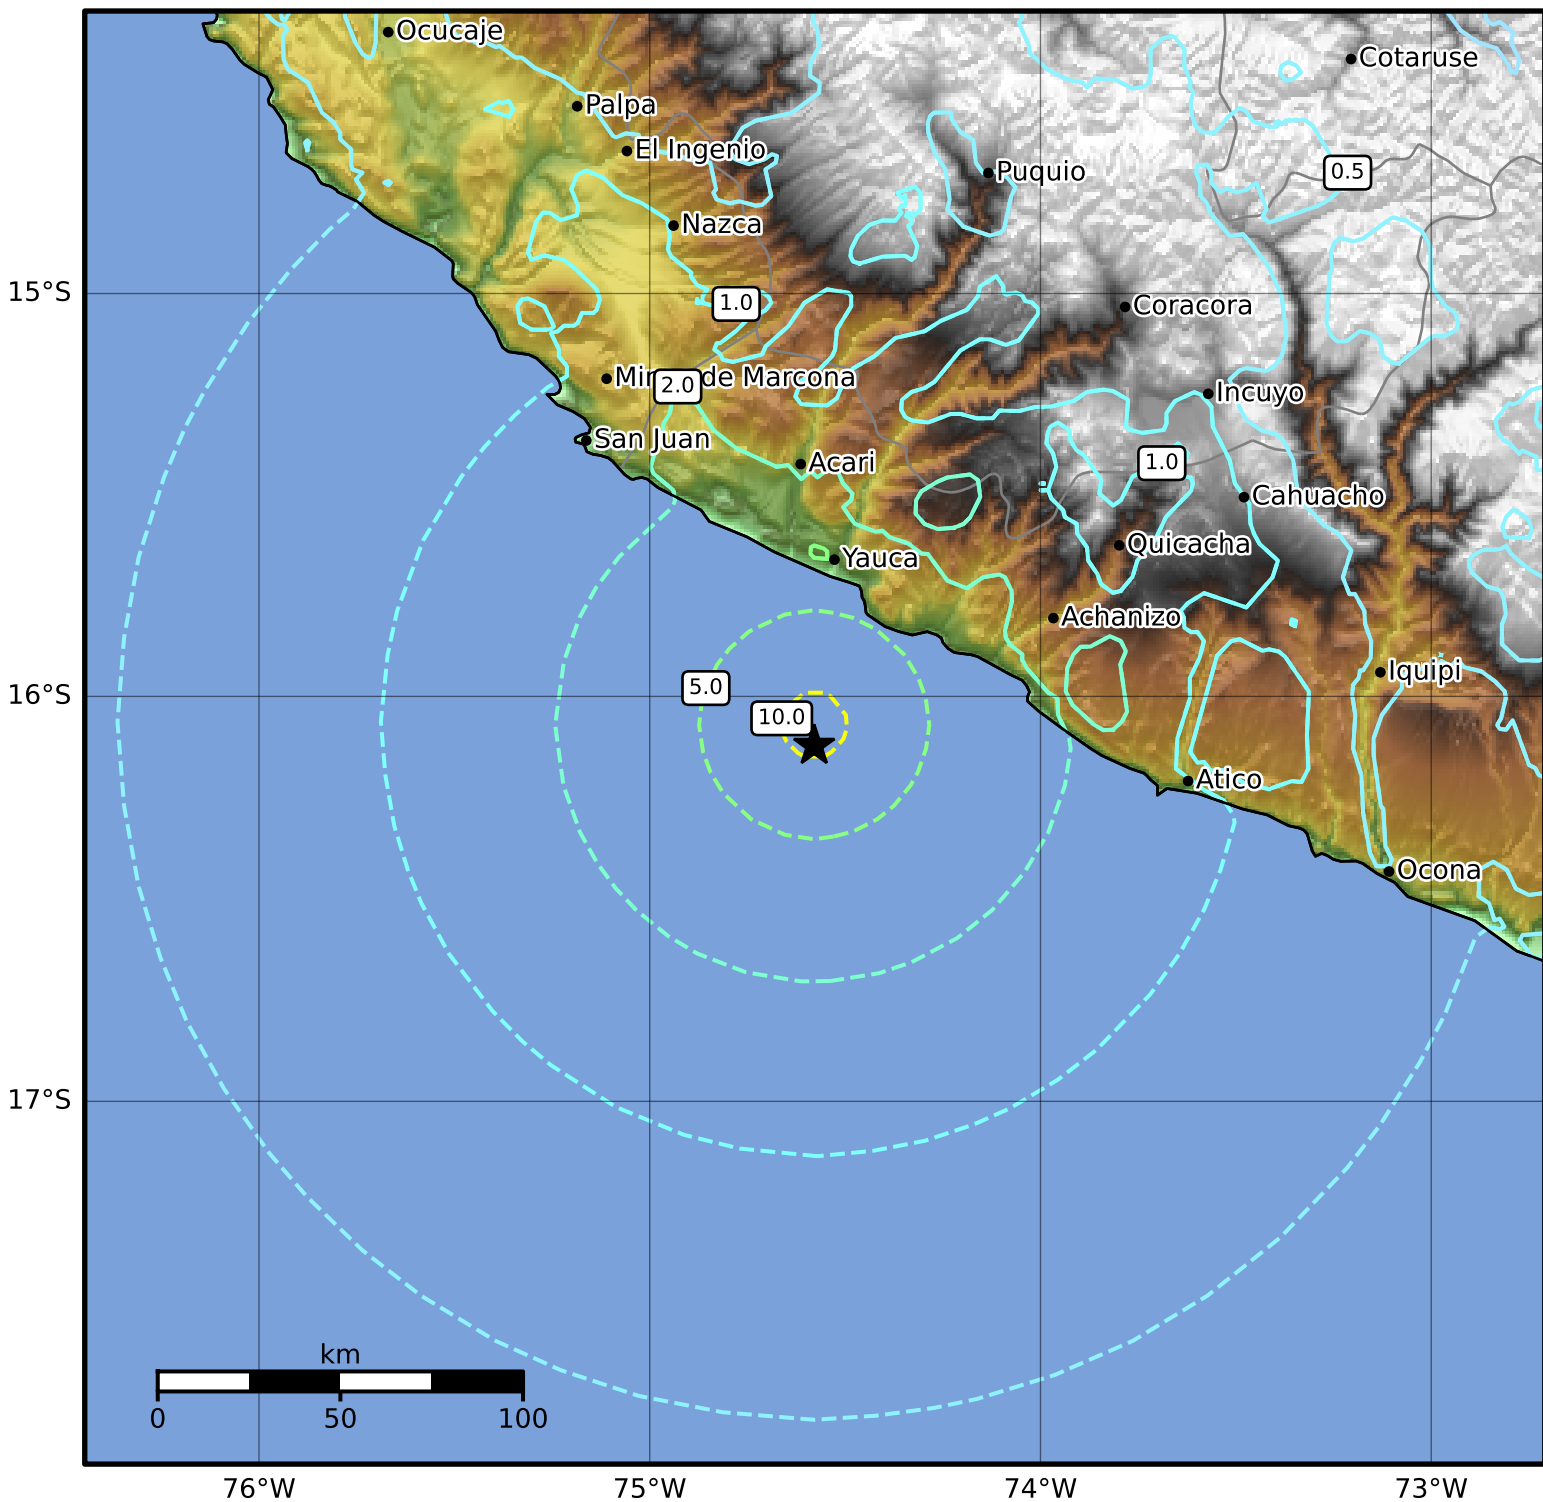 Ocucaje
Cotaruse
Palpa
El Ingenio
Puquio
0.5
Nazca
15°S
1.0
Coracora
Min de Marcona
2.0
Incuyo
San Juan
Acari
1.0
Cahuacho
Quicacha
Yauca
Achanizo
Iquipi
16°S
5.0
10.0
Atico
Ocona
17°S
km
0 50 100
76°W 75°W 74°W 73°W